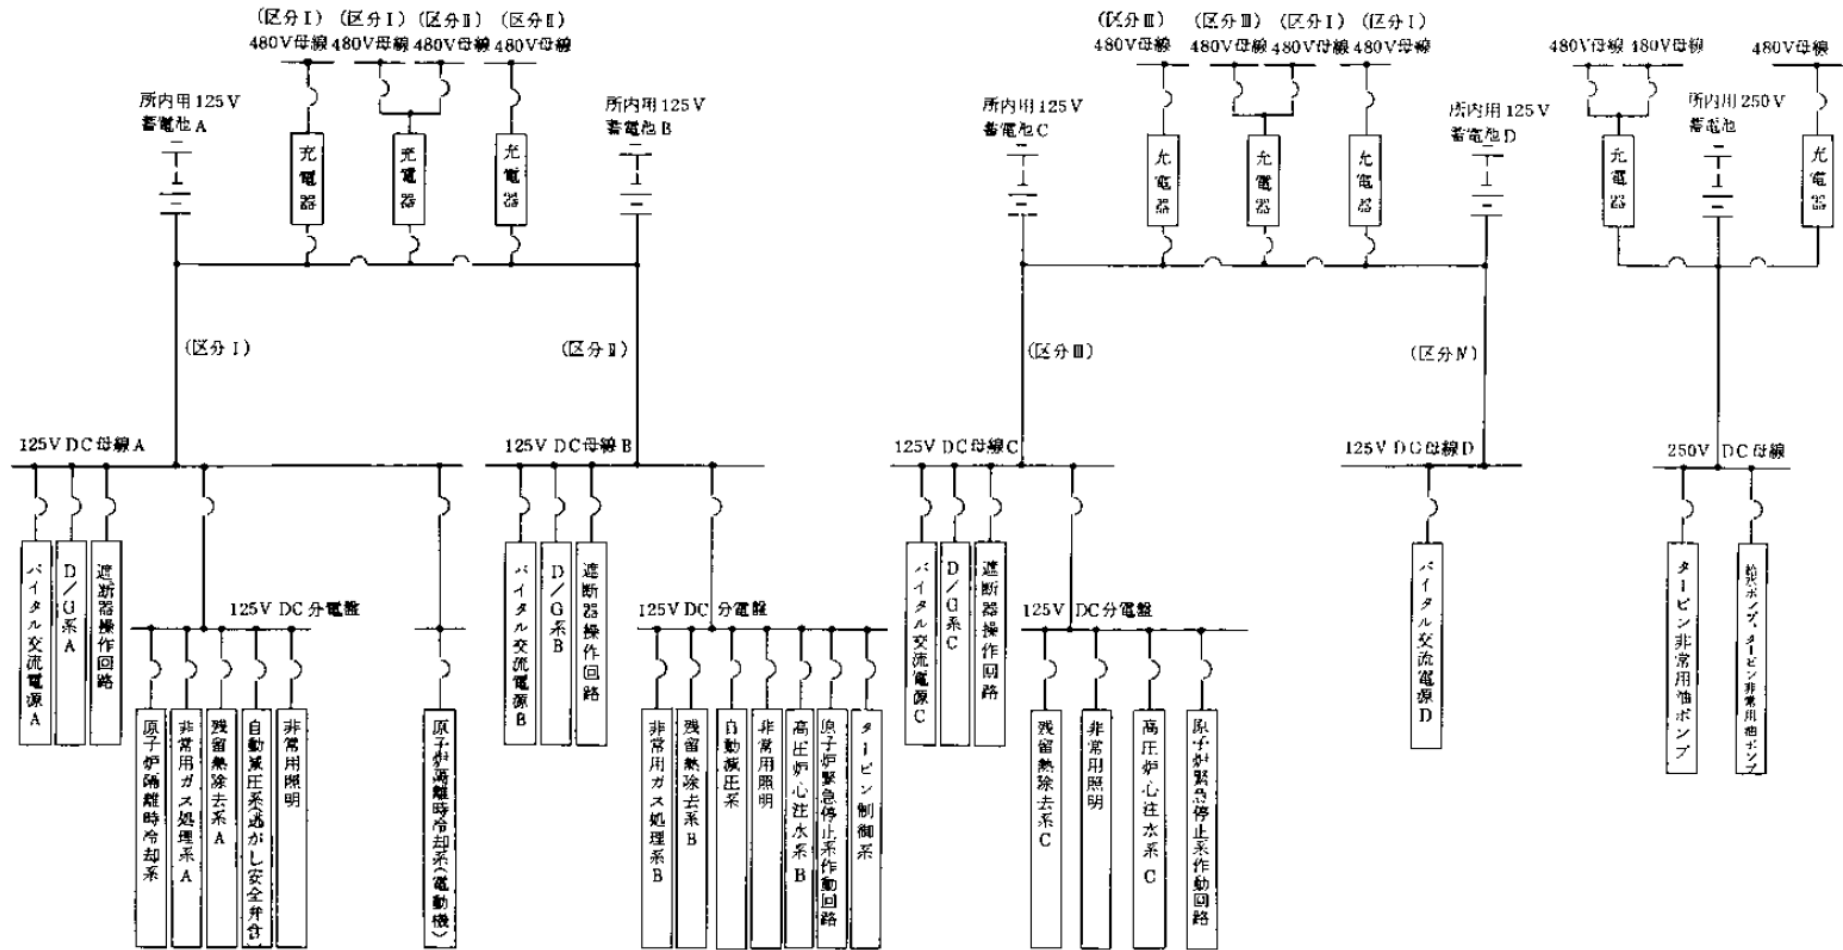 (区分Ⅰ) (区分Ⅰ) (区分Ⅱ) (区分Ⅱ)
480V母線 480V母線 480V母線 480V母線
(区分Ⅲ) (区分Ⅲ) (区分Ⅰ) (区分Ⅰ)
480V母線 480V母線 480V母線 480V母線
480V母線 480V母線 480V母線
所内用125V
蓄電池A
充電器
充電器
充電器
所内用125V
蓄電池B
所内用125V
蓄電池C
充電器
充電器
充電器
所内用125V
蓄電池D
充電器
所内用250V
蓄電池
充電器
(区分Ⅰ)
(区分Ⅱ)
(区分Ⅲ)
(区分Ⅳ)
125V DC母線A
125V DC母線B
125V DC母線C
125V DC母線D
250V DC母線
バイタル交流電源A
D/G系A
遮断器操作回路
125V DC分電盤
原子炉隔離時冷却系
非常用ガス処理系A
残留熱除去系A
自動減圧系(逃がし安全弁含)
非常用照明
原子炉隔離時冷却系(電動機)
バイタル交流電源B
D/G系B
遮断器操作回路
125V DC分電盤
非常用ガス処理系B
残留熱除去系B
自動減圧系
非常用照明
高圧炉心注水系B
原子炉緊急停止系作動回路
タービン制御系
バイタル交流電源C
D/G系C
遮断器操作回路
125V DC分電盤
残留熱除去系C
非常用照明
高圧炉心注水系C
原子炉緊急停止系作動回路
バイタル交流電源D
タービン非常用油ポンプ
給水ポンプ、タービン非常用油ポンプ